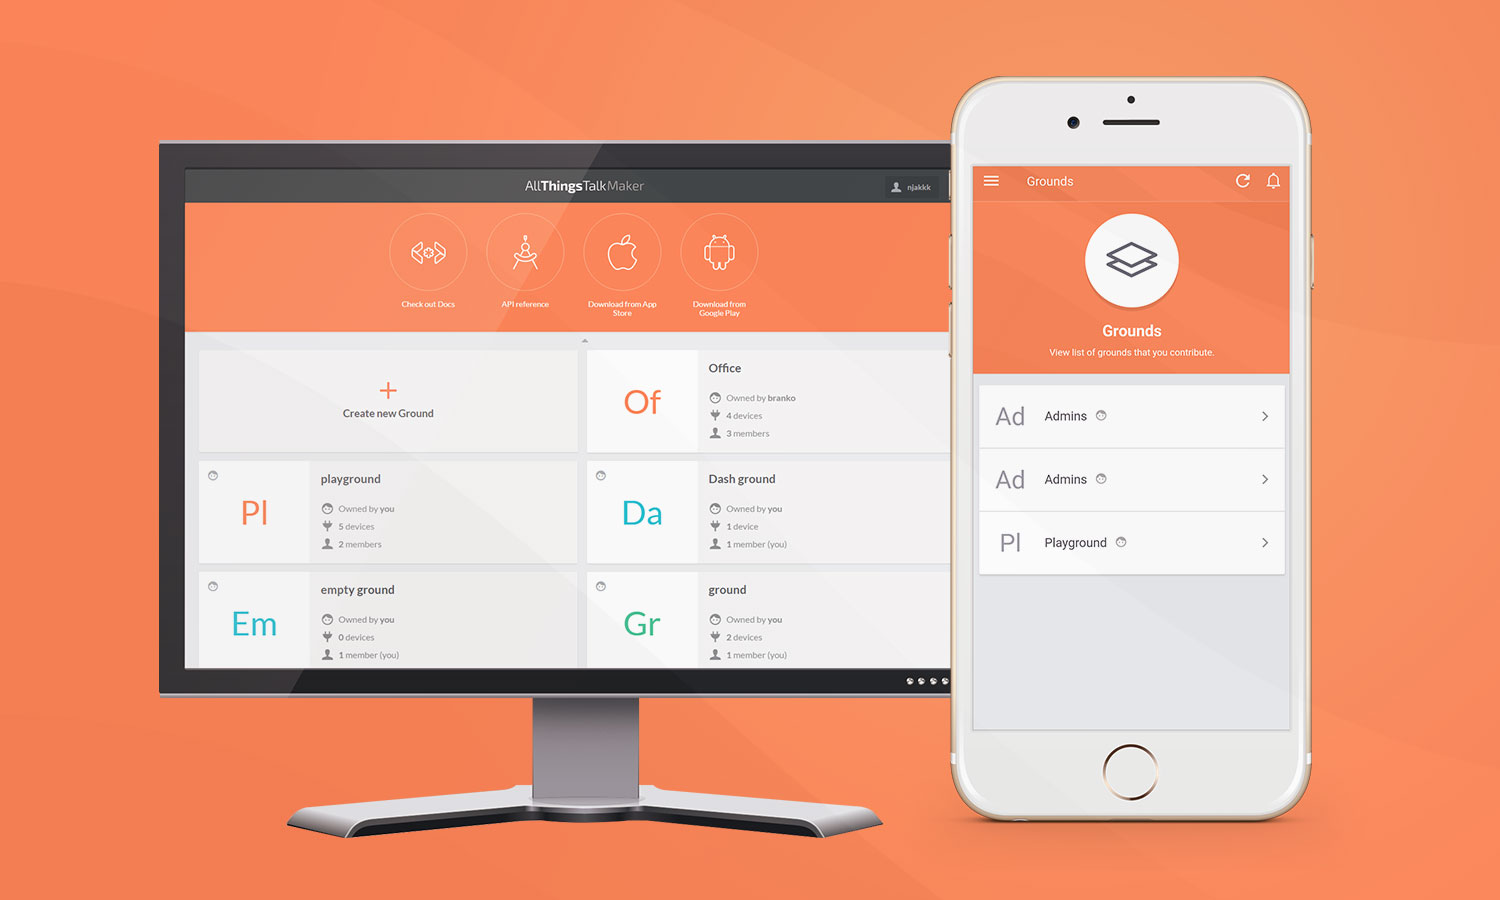 AllThingsTalkMaker
njakkk
Check out Docs
API reference
Download from App
Store
Download from
Google Play
Create new Ground
Of
Office
Owned by branko
4 devices
3 members
Pl
playground
Owned by you
5 devices
2 members
Da
Dash ground
Owned by you
1 device
1 member (you)
Em
empty ground
Owned by you
0 devices
1 member (you)
Gr
ground
Owned by you
2 devices
1 member (you)
Grounds
Grounds
View list of grounds that you contribute.
Ad
Admins
Ad
Admins
Pl
Playground